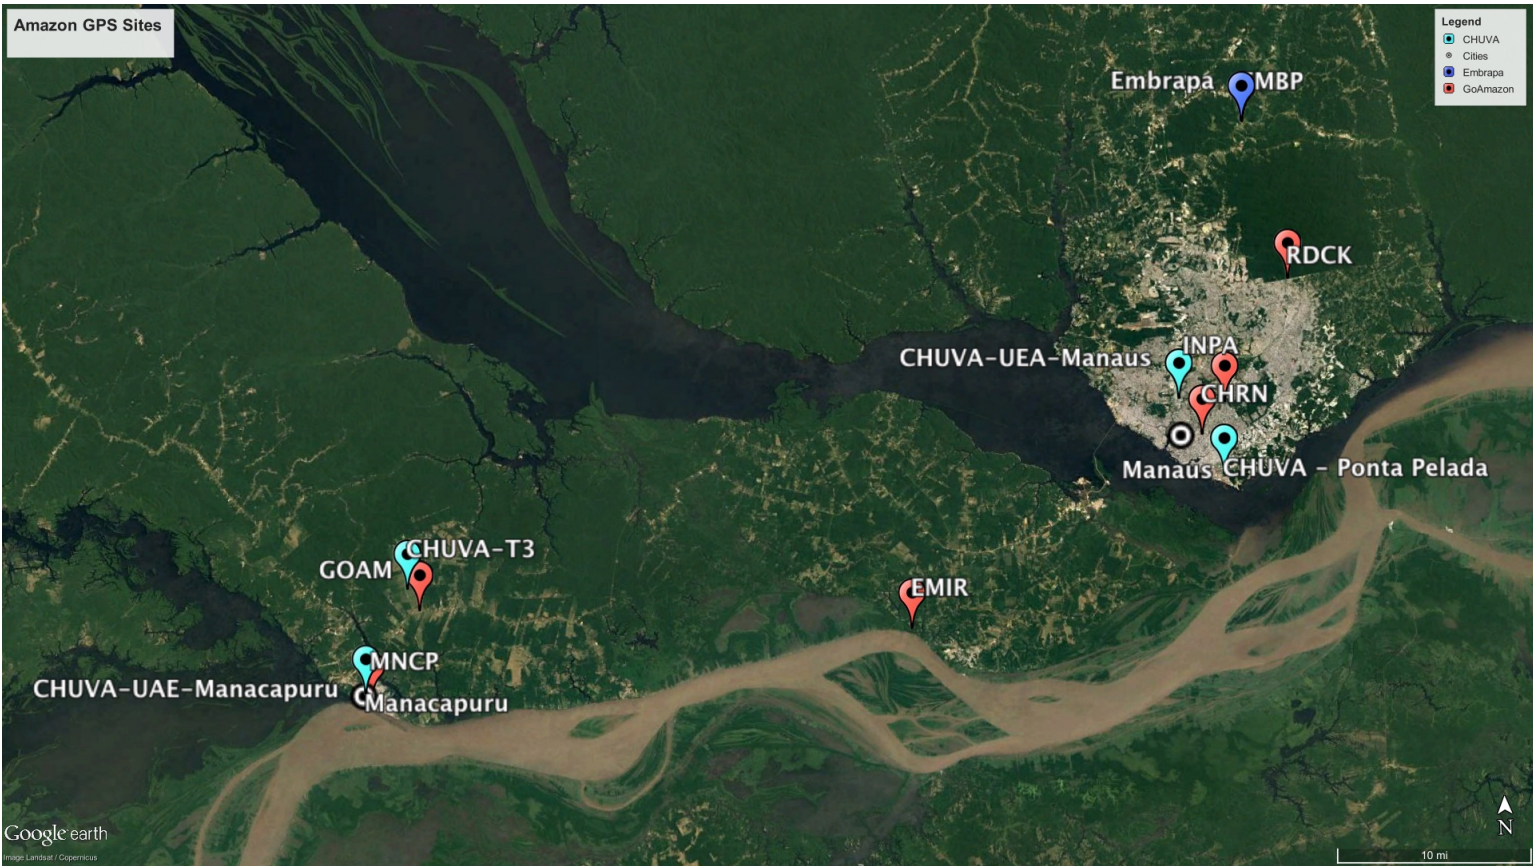 Amazon GPS Sites
Legend
CHUVA
Cities
Embrapa
GoAmazon
Embrapa MBP
RDCK
CHUVA-UEA-Manaus
INPA
CHRN
Manaus
CHUVA - Ponta Pelada
CHUVA-T3
GOAM
EMIR
MNCP
CHUVA-UAE-Manacapuru
Manacapuru
Google earth
Image Landsat / Copernicus
N
10 mi